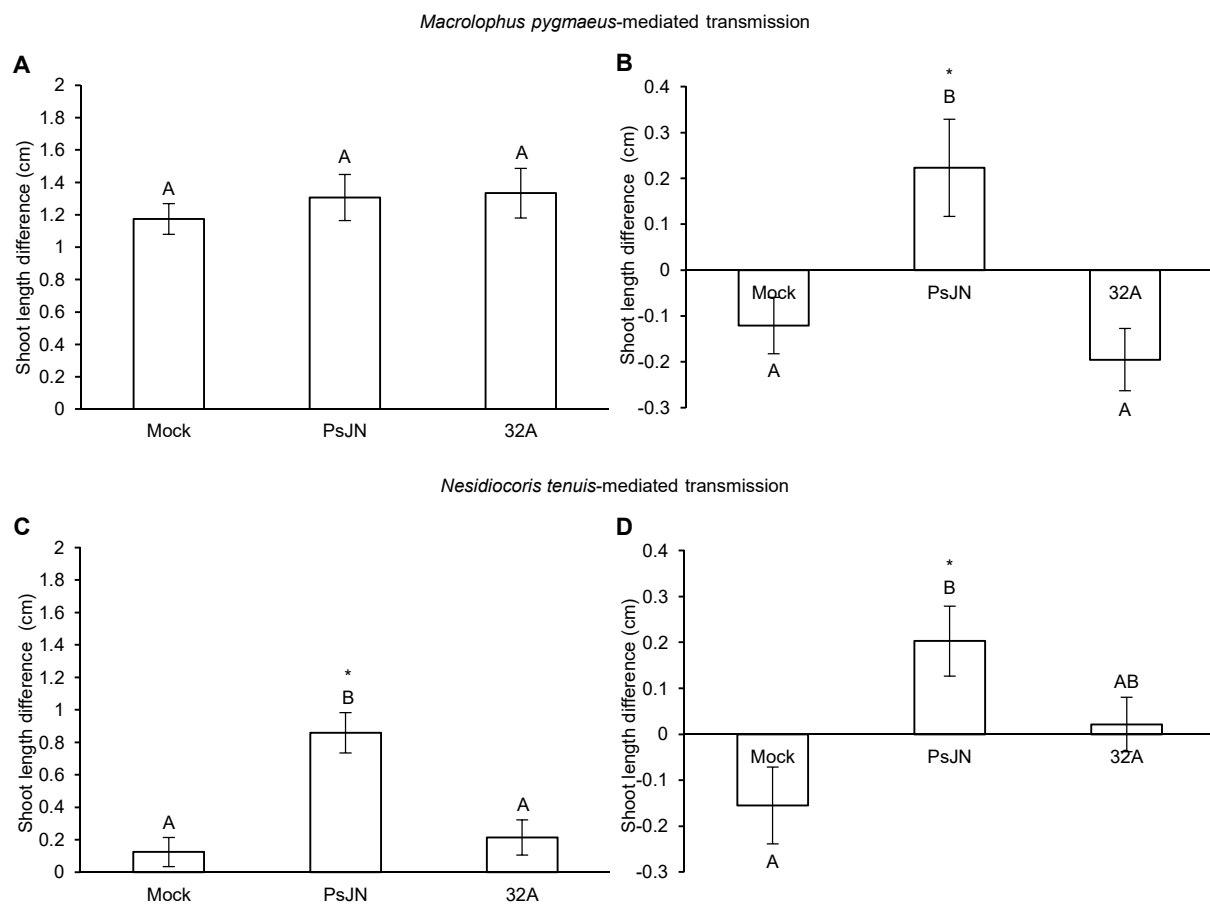 Macrolophus pygmaeus-mediated transmission
A
Shoot length difference (cm)
2
1.8
1.6
1.4
1.2
1
0.8
0.6
0.4
0.2
0
A
A
A
Mock
PsJN
32A
B
Shoot length difference (cm)
0.4
0.3
0.2
0.1
0
-0.1
-0.2
-0.3
*
B
Mock
PsJN
32A
A
A
Nesidiocoris tenuis-mediated transmission
C
Shoot length difference (cm)
2
1.8
1.6
1.4
1.2
1
0.8
0.6
0.4
0.2
0
A
*
B
A
Mock
PsJN
32A
D
Shoot length difference (cm)
0.4
0.3
0.2
0.1
0
-0.1
-0.2
-0.3
*
B
AB
Mock
PsJN
32A
A